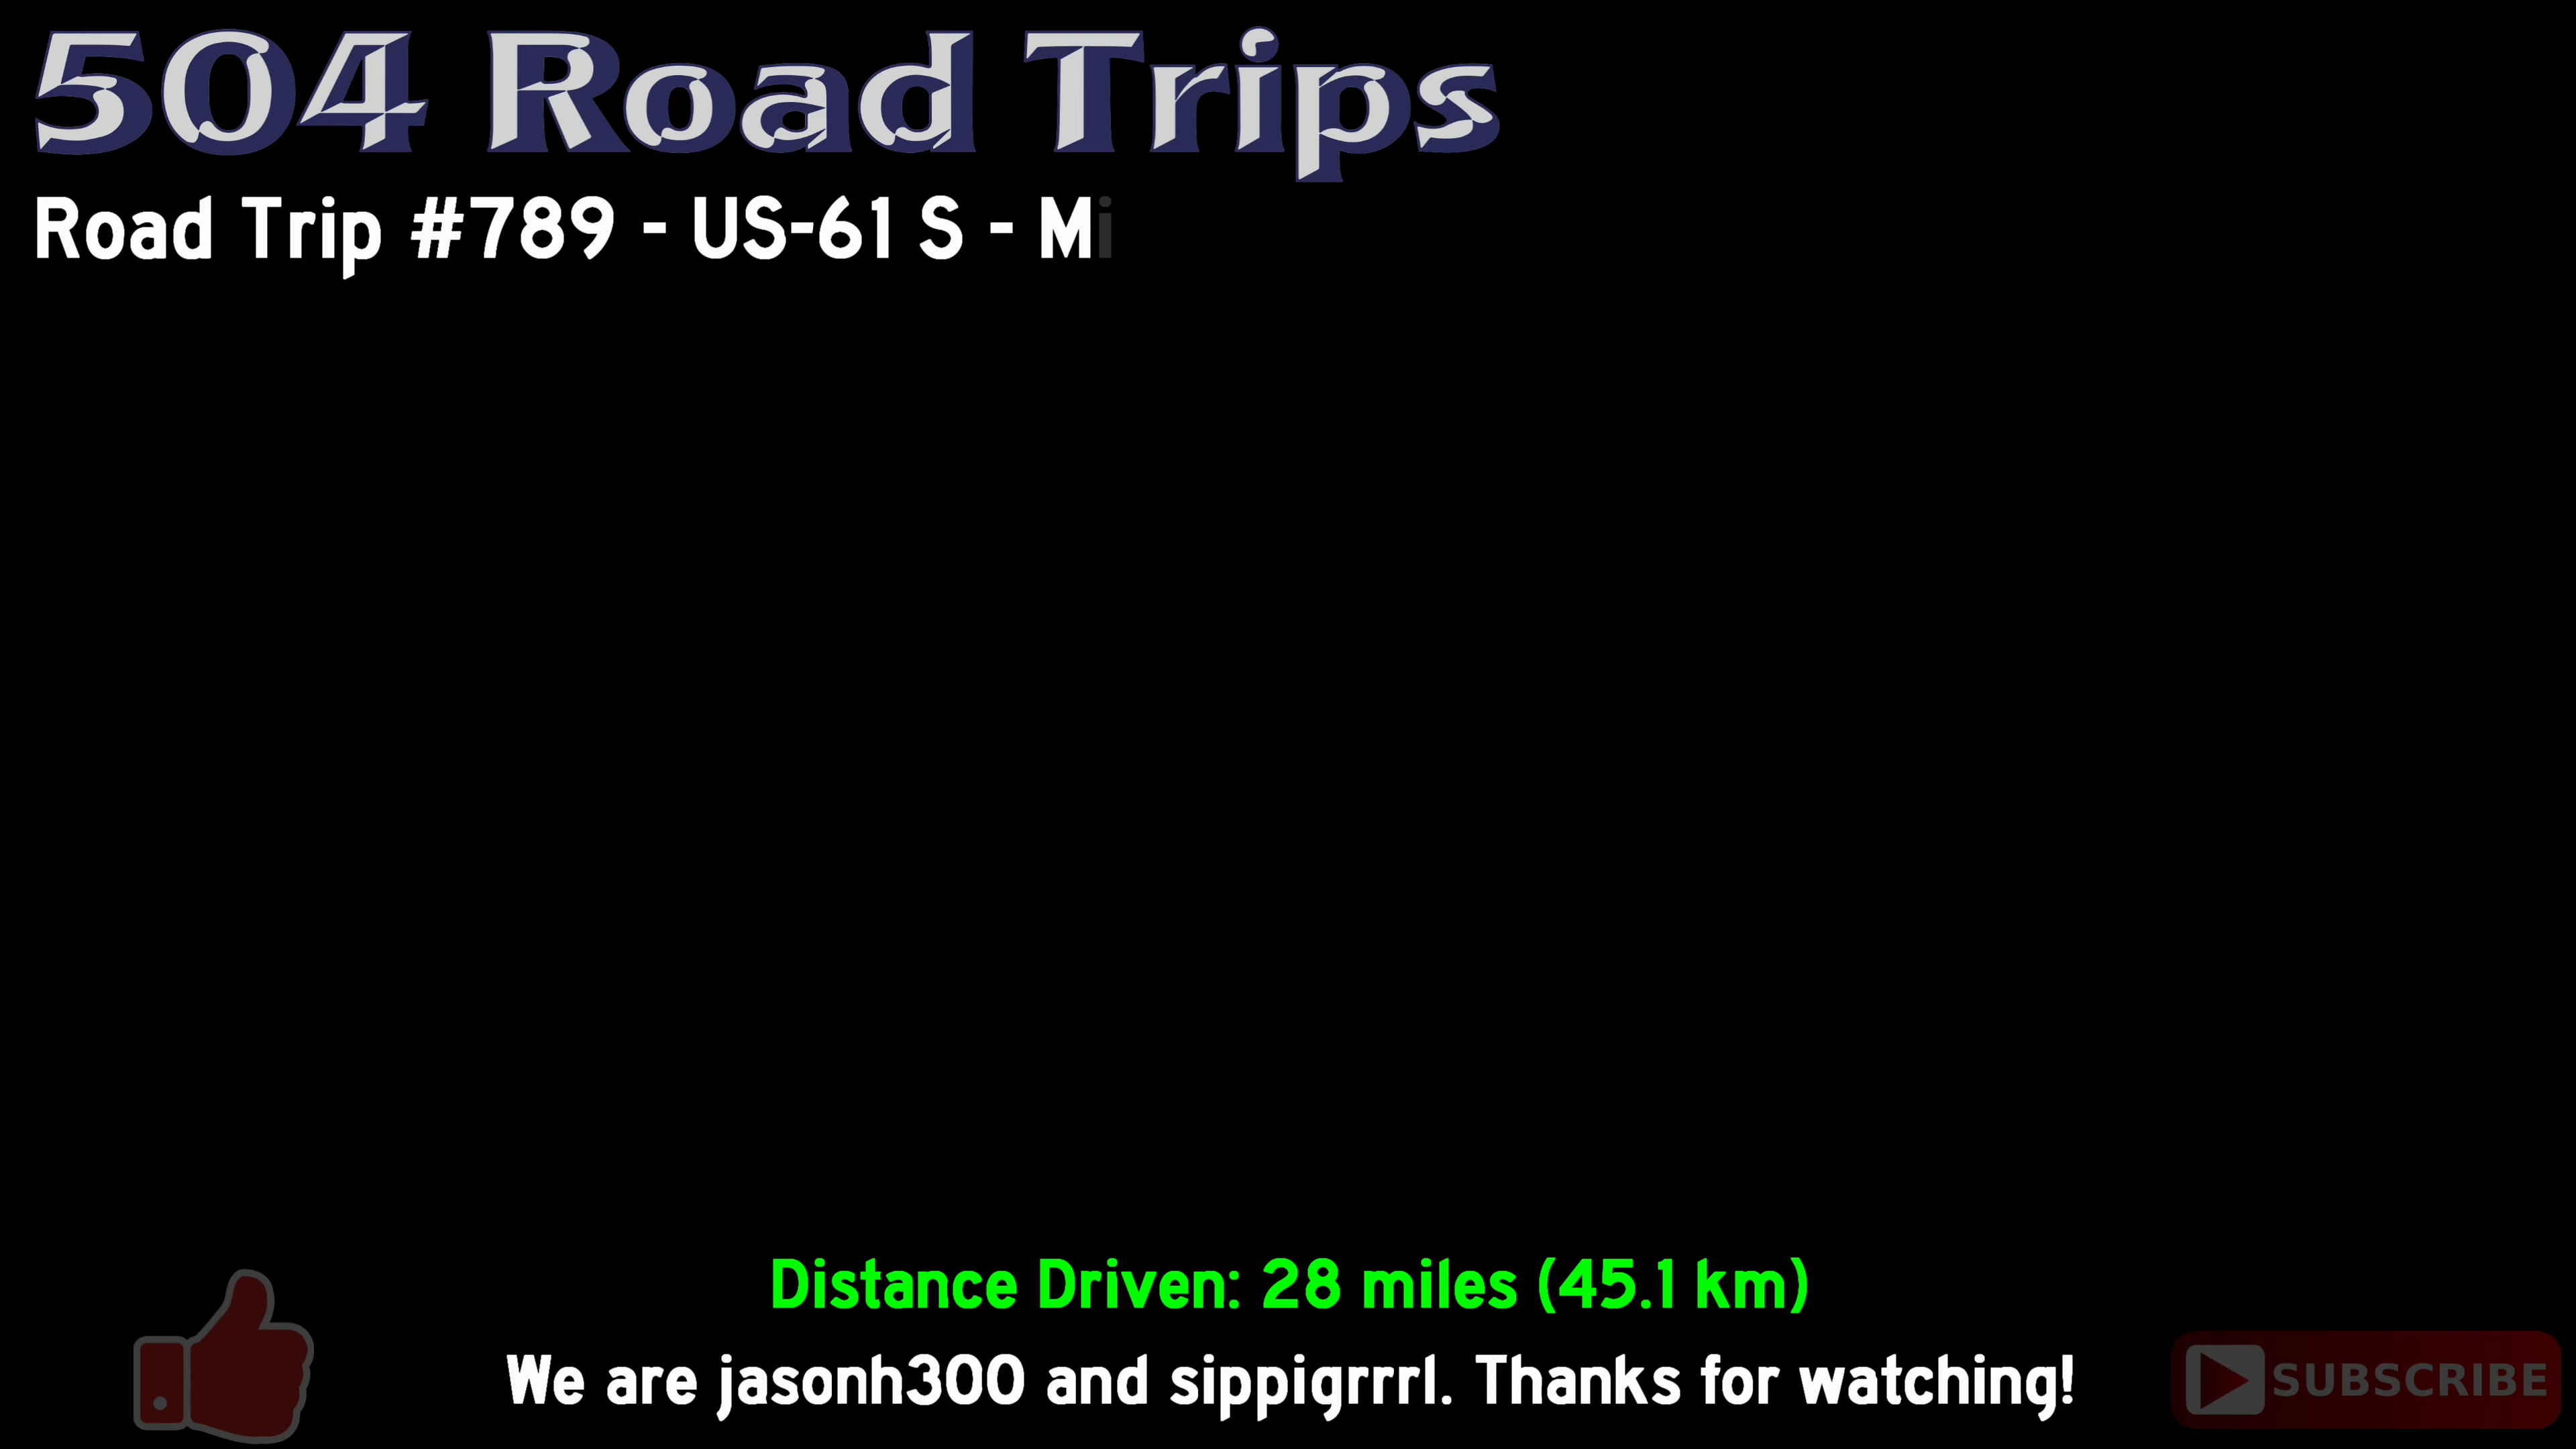 504 Road Trips
Road Trip #789 - US-61 S - Mi
Distance Driven: 28 miles (45.1 km)
We are jasonh300 and sippigrrrl. Thanks for watching!
SUBSCRIBE